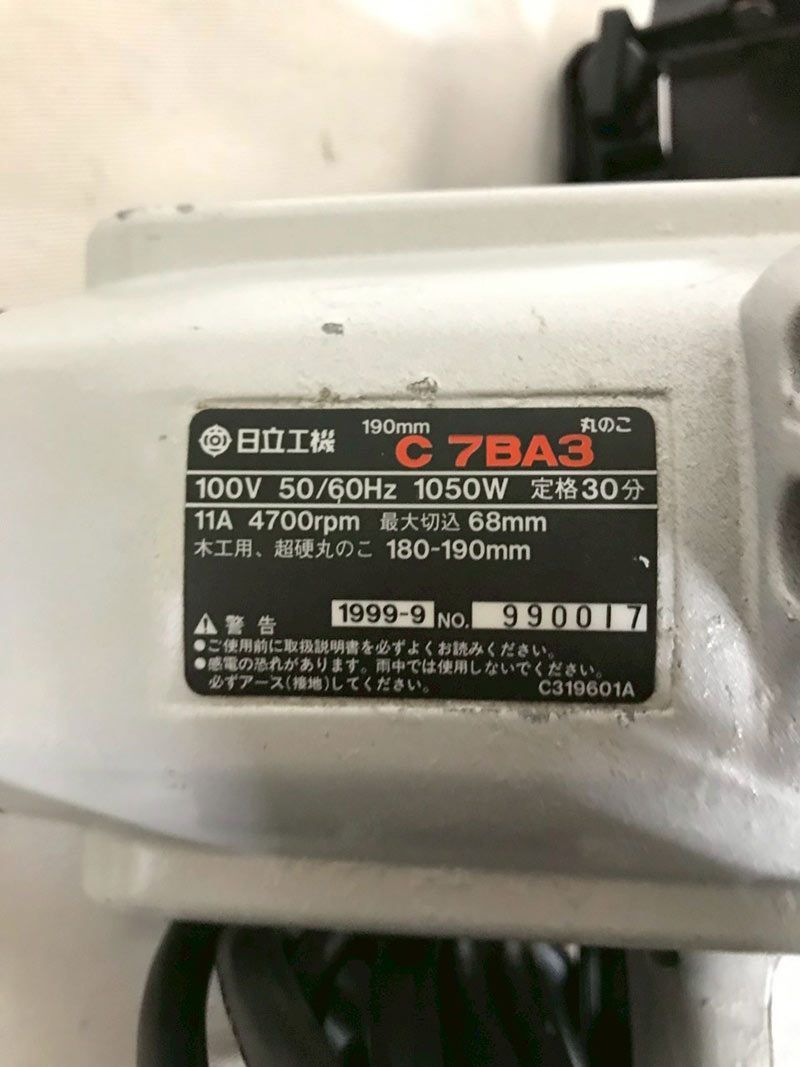 日立工機 190mm C 7BA3 丸のこ
100V 50/60Hz 1050W 定格30分
11A 4700rpm 最大切込 68mm
木工用、超硬丸のこ 180-190mm
1999-9 NO. 990017
⚠ 警告
●ご使用前に取扱説明書を必ずよくお読みください。
●感電の恐れがあります。雨中では使用しないでください。
必ずアース(接地)してください。 C319601A